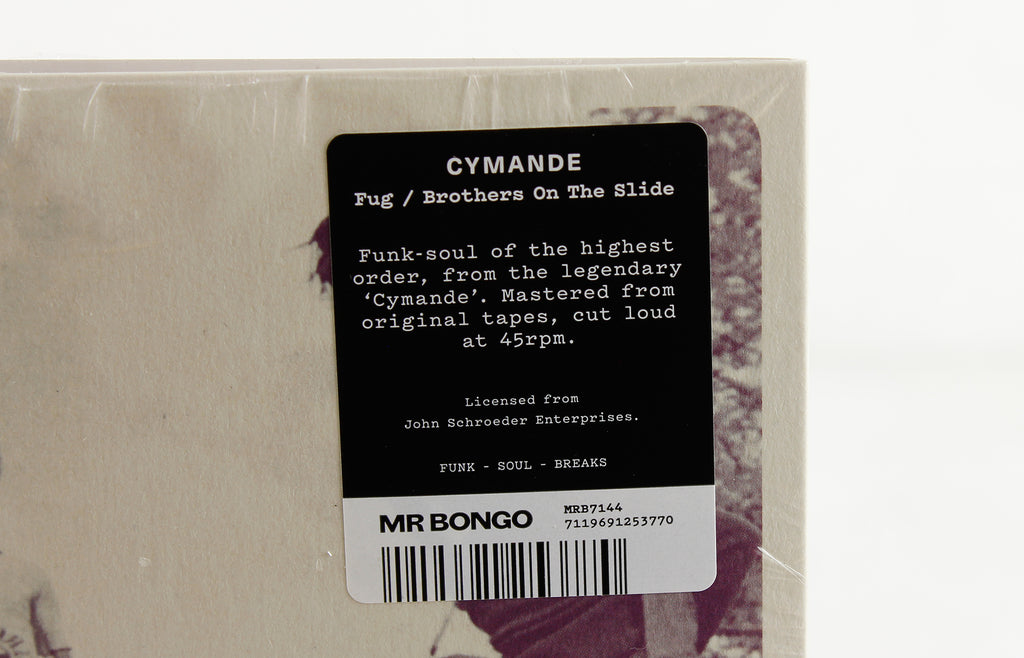 CYMANDE
Fug / Brothers On The Slide
Funk-soul of the highest
order, from the legendary
‘Cymande’. Mastered from
original tapes, cut loud
at 45rpm.
Licensed from
John Schroeder Enterprises.
FUNK - SOUL - BREAKS
MR BONGO
MRB7144
7119691253770